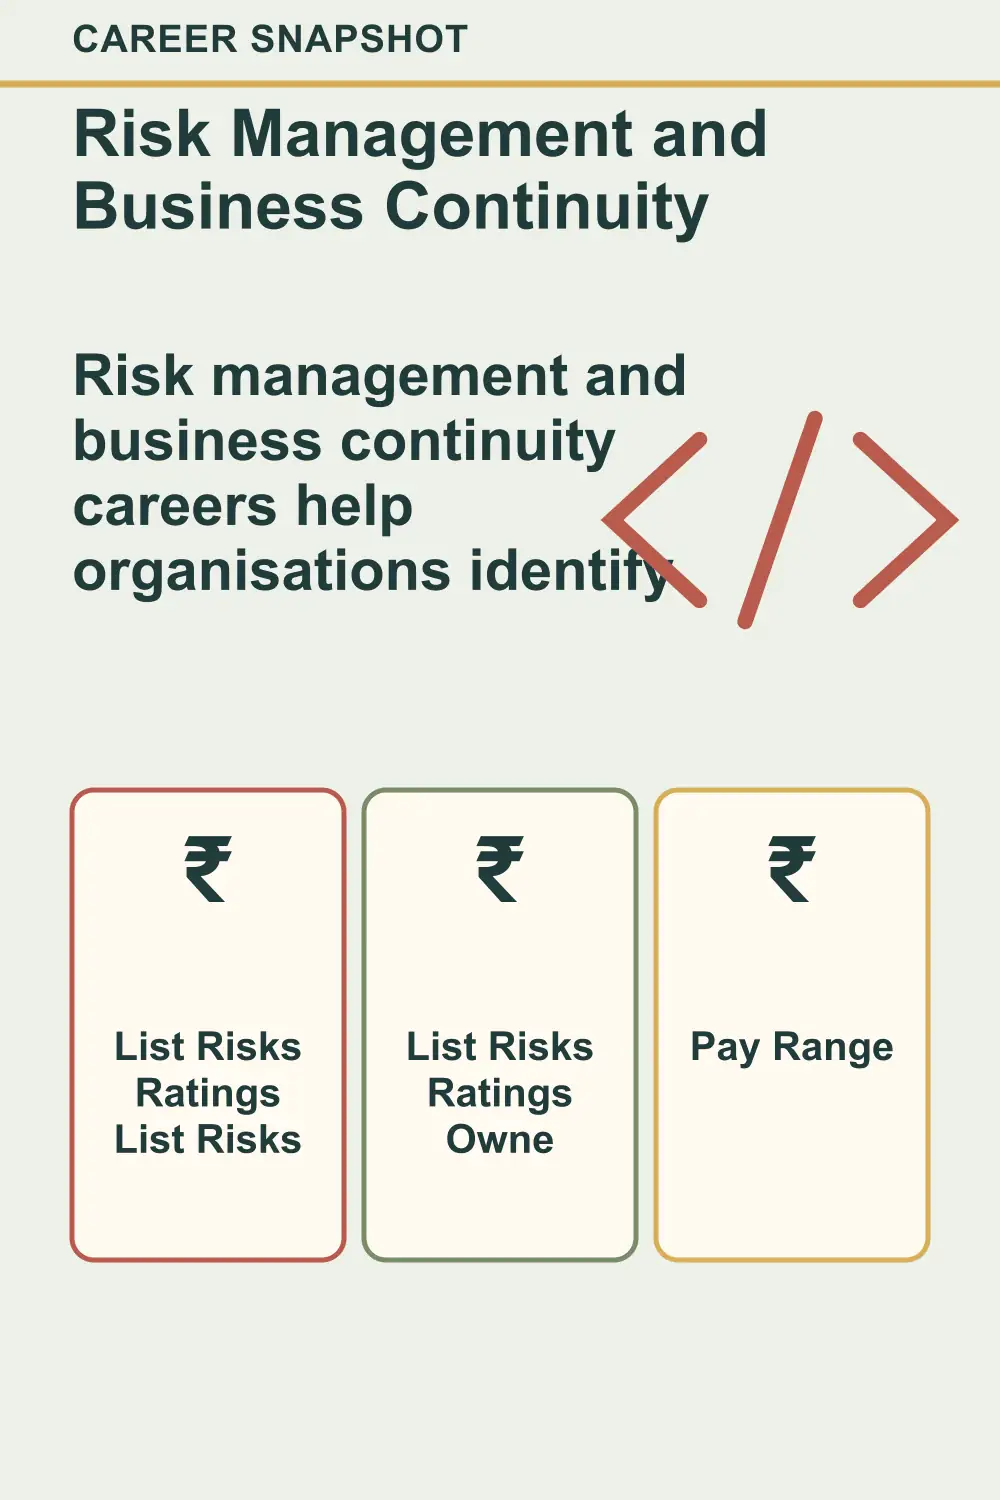 CAREER SNAPSHOT
Risk Management and
Business Continuity
Risk management and
business continuity
careers help
organisations identify
₹
List Risks
Ratings
List Risks
₹
List Risks
Ratings
Owne
₹
Pay Range